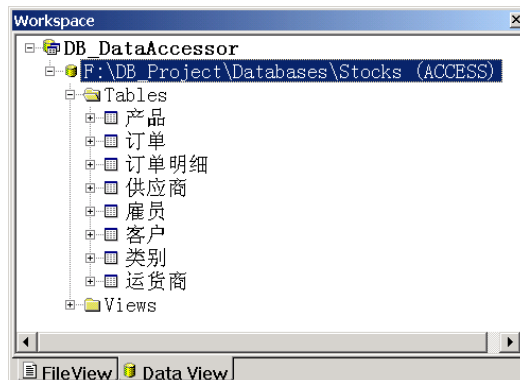 Workspace
DB_DataAccessor
F:\DB_Project\Databases\Stocks (ACCESS)
Tables
产品
订单
订单明细
供应商
雇员
客户
类别
运货商
Views
FileView Data View